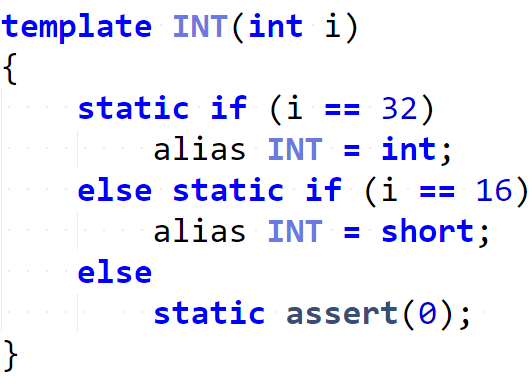 template INT(int i)
{
    static if (i == 32)
        alias INT = int;
    else static if (i == 16)
        alias INT = short;
    else
        static assert(0);
}